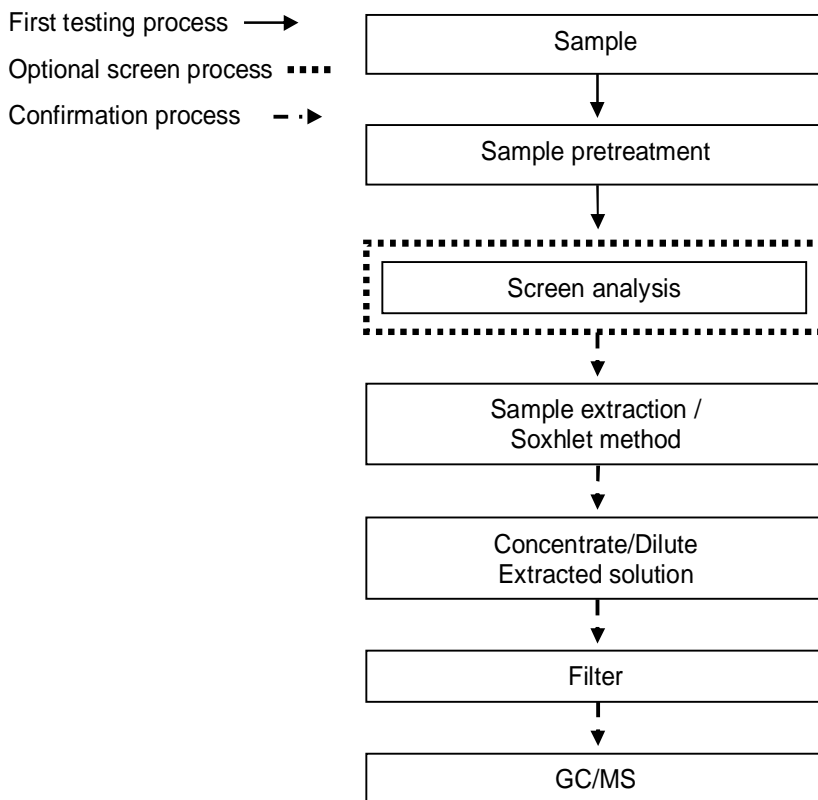 First testing process
Optional screen process
Confirmation process
Sample
Sample pretreatment
Screen analysis
Sample extraction /
Soxhlet method
Concentrate/Dilute
Extracted solution
Filter
GC/MS